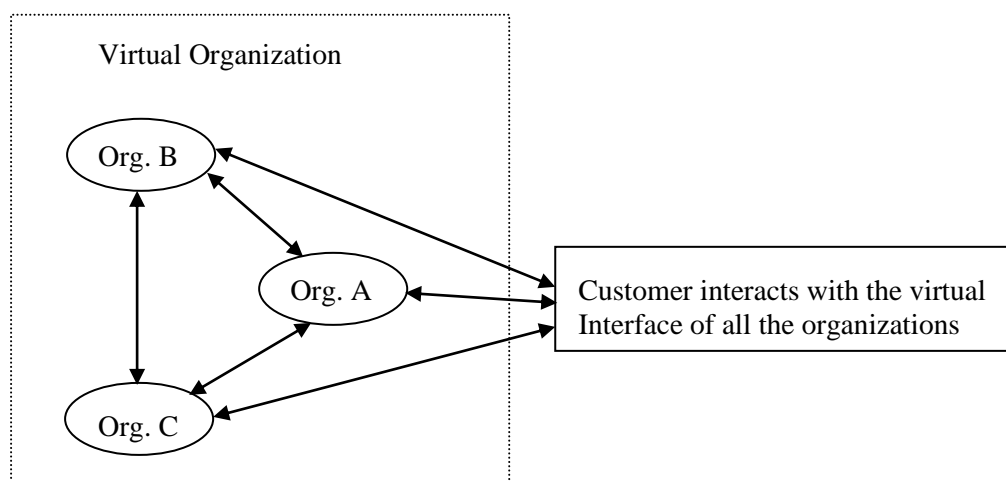 Virtual Organization
Org. B
Org. A
Customer interacts with the virtual
Interface of all the organizations
Org. C